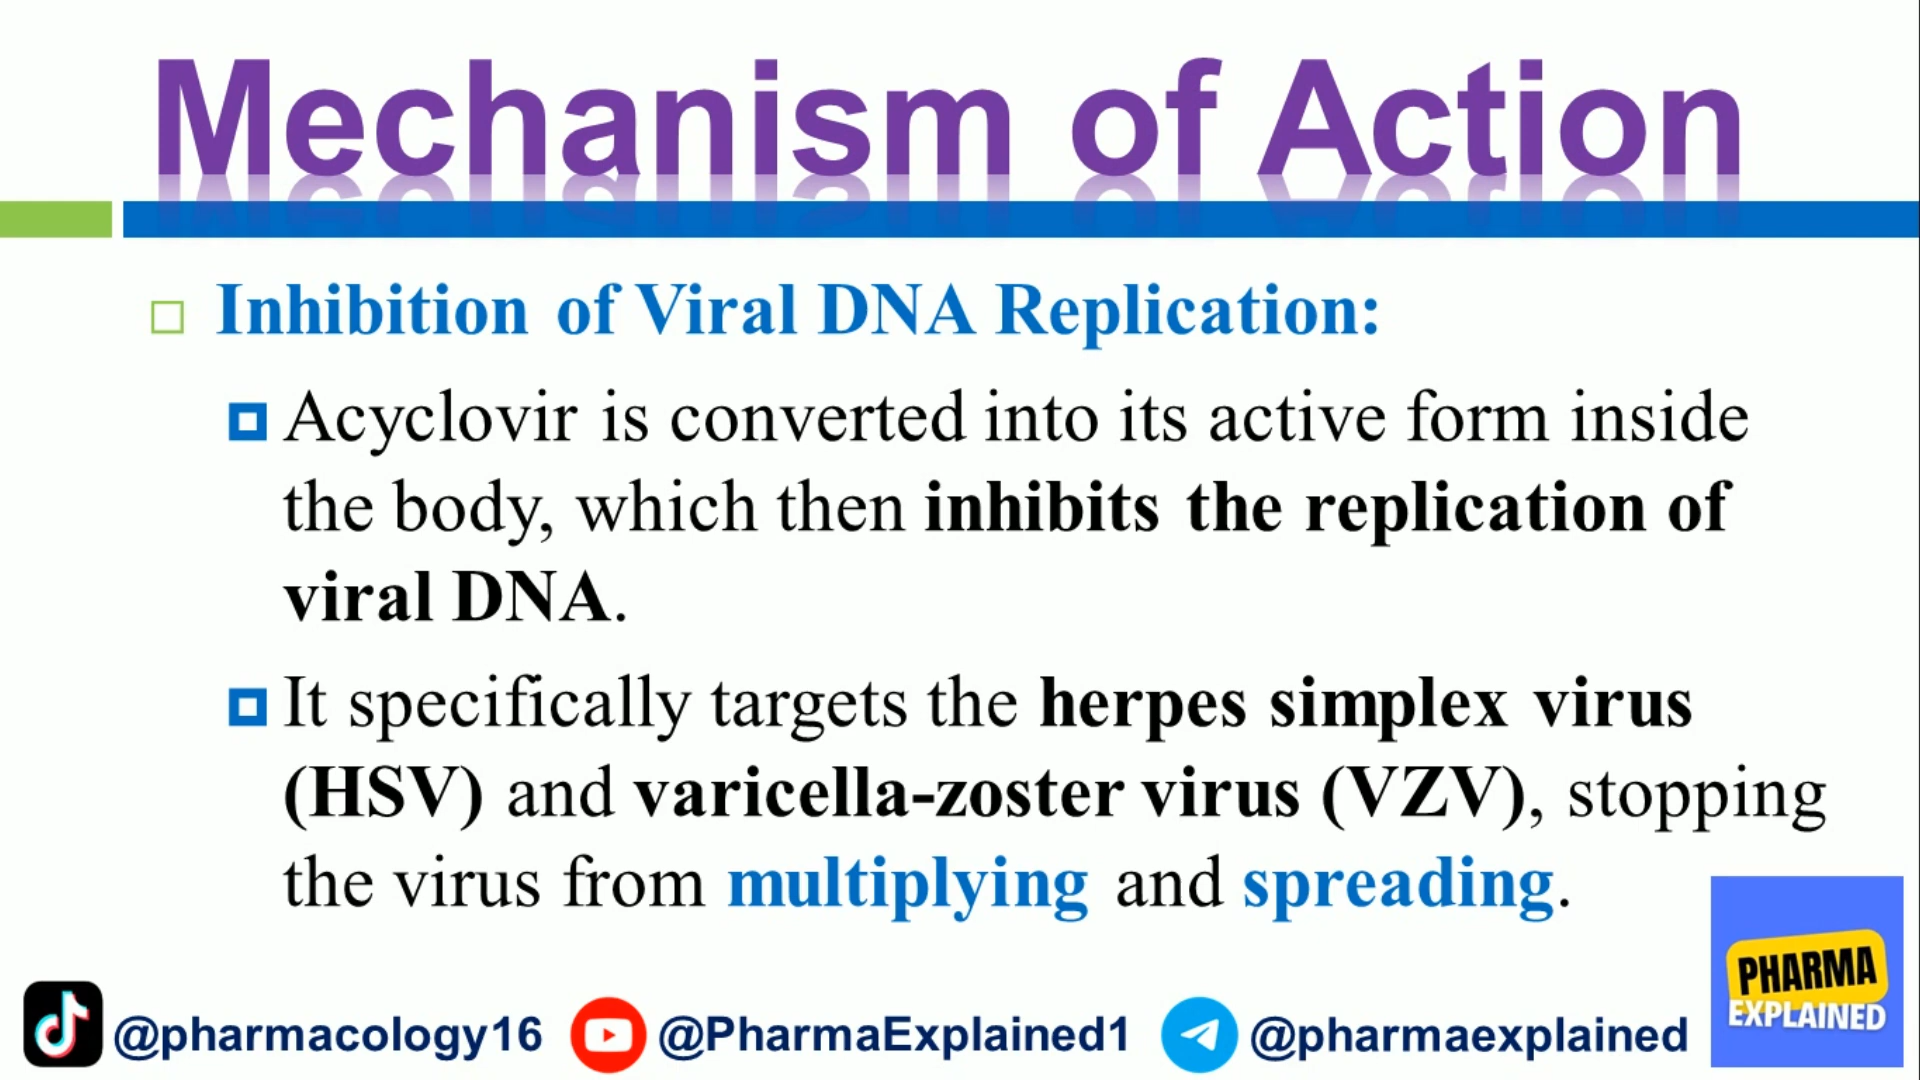 Mechanism of Action
Inhibition of Viral DNA Replication:
Acyclovir is converted into its active form inside
the body, which then inhibits the replication of
viral DNA.
It specifically targets the herpes simplex virus
(HSV) and varicella-zoster virus (VZV), stopping
the virus from multiplying and spreading.
PHARMA
EXPLAINED
@pharmacology16 @PharmaExplained1 @pharmaexplained